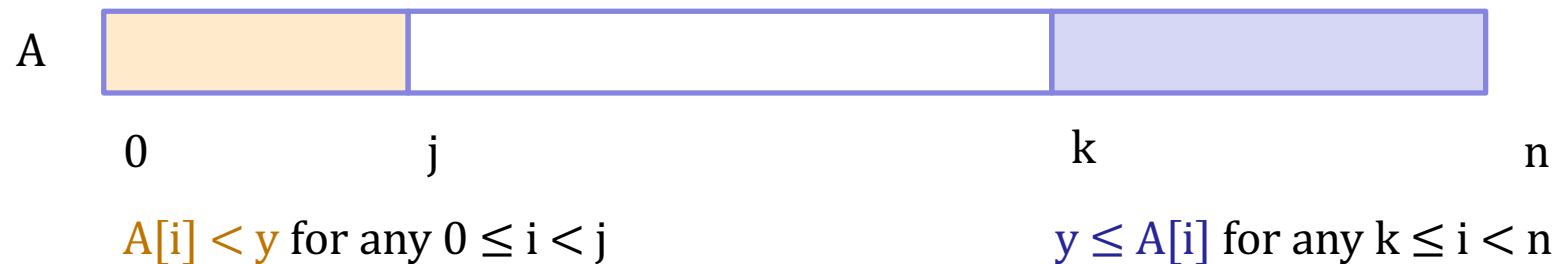 A
0 j k n
A[i] < y for any 0 ≤ i < j y ≤ A[i] for any k ≤ i < n